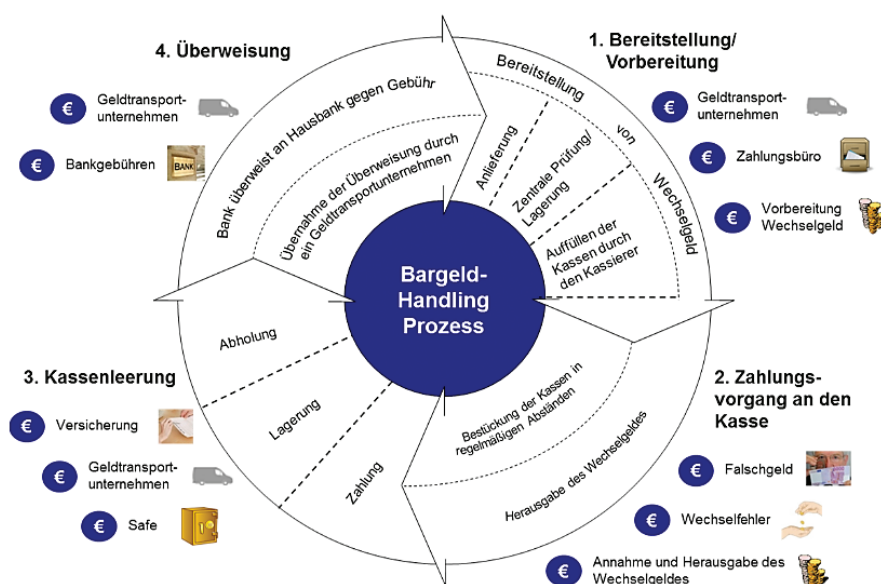 4. Überweisung
€ Geldtransport-
unternehmen
€ Bankgebühren
BANK
1. Bereitstellung/
Vorbereitung
€ Geldtransport-
unternehmen
€ Zahlungsbüro
€ Vorbereitung
Wechselgeld
Bereitstellung von Wechselgeld
Anlieferung
Zentrale Prüfung/
Lagerung
Auffüllen der
Kassen durch
den Kassierer
Bank überweist an Hausbank gegen Gebühr
Übernahme der Überweisung durch
ein Geldtransportunternehmen
Bargeld-
Handling
Prozess
2. Zahlungs-
vorgang an den
Kasse
€ Falschgeld
€ Wechselfehler
€ Annahme und Herausgabe des
Wechselgeldes
Bestückung der Kassen in
regelmäßigen Abständen
Herausgabe des Wechselgeldes
3. Kassenleerung
€ Versicherung
€ Geldtransport-
unternehmen
€ Safe
Zahlung
Lagerung
Abholung